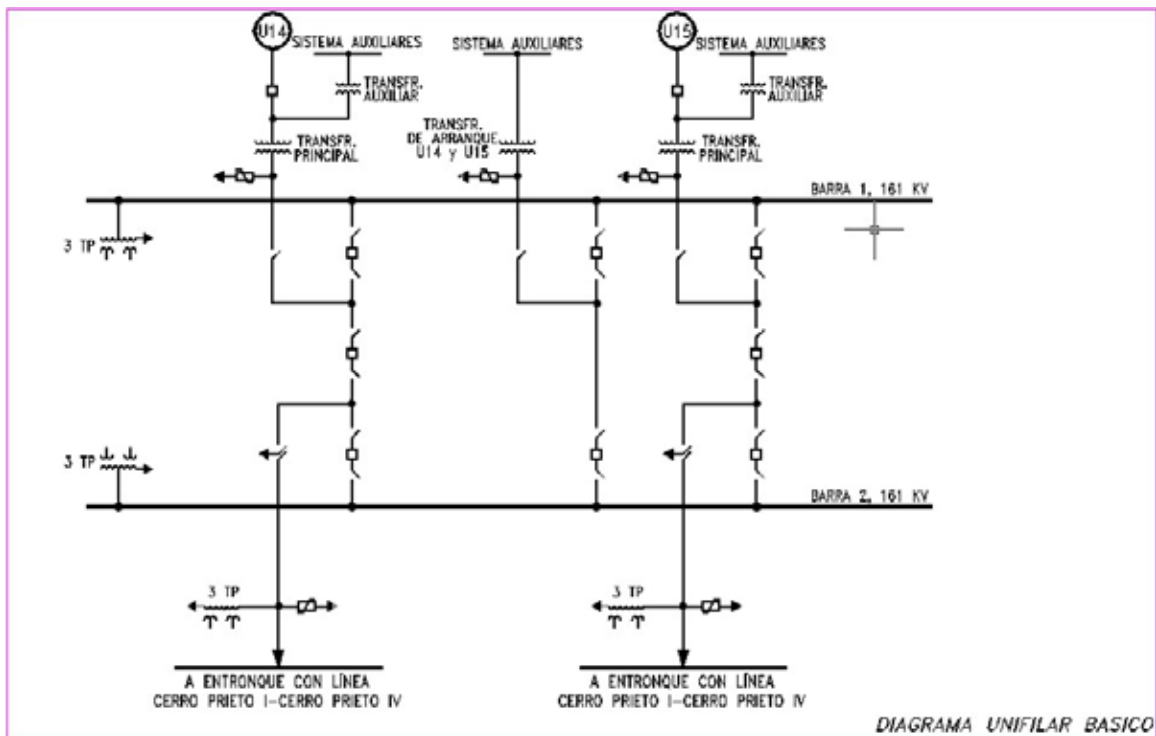 U14
SISTEMA AUXILIARES
SISTEMA AUXILIARES
U15
SISTEMA AUXILIARES
TRANSFR.
AUXILIAR
TRANSFR.
AUXILIAR
TRANSFR.
PRINCIPAL
TRANSFR.
DE ARRANQUE
U14 y U15
TRANSFR.
PRINCIPAL
BARRA 1, 161 KV
3 TP
3 TP
BARRA 2, 161 KV
3 TP
3 TP
A ENTRONQUE CON LÍNEA
CERRO PRIETO I-CERRO PRIETO IV
A ENTRONQUE CON LÍNEA
CERRO PRIETO I-CERRO PRIETO IV
DIAGRAMA UNIFILAR BASICO